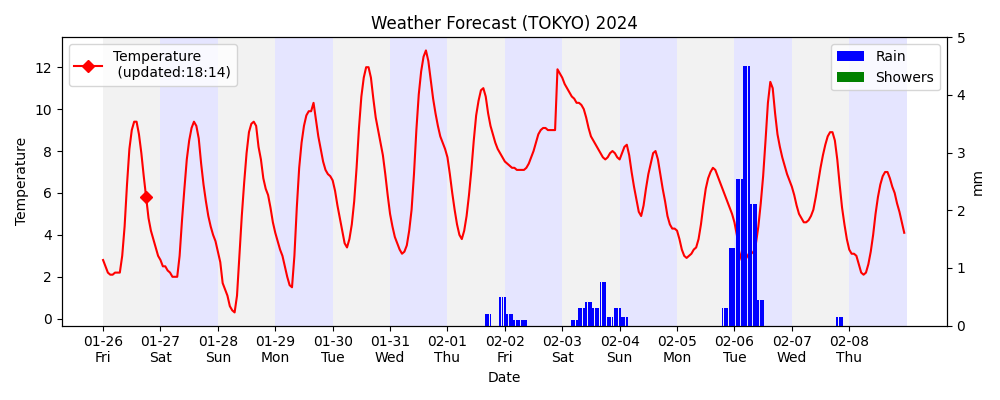 Weather Forecast (TOKYO) 2024
Temperature
(updated:18:14)
Rain
Showers
Temperature
12
10
8
6
4
2
0
5
4
3
2
1
0
mm
01-26 01-27 01-28 01-29 01-30 01-31 02-01 02-02 02-03 02-04 02-05 02-06 02-07 02-08
Fri Sat Sun Mon Tue Wed Thu Fri Sat Sun Mon Tue Wed Thu
Date